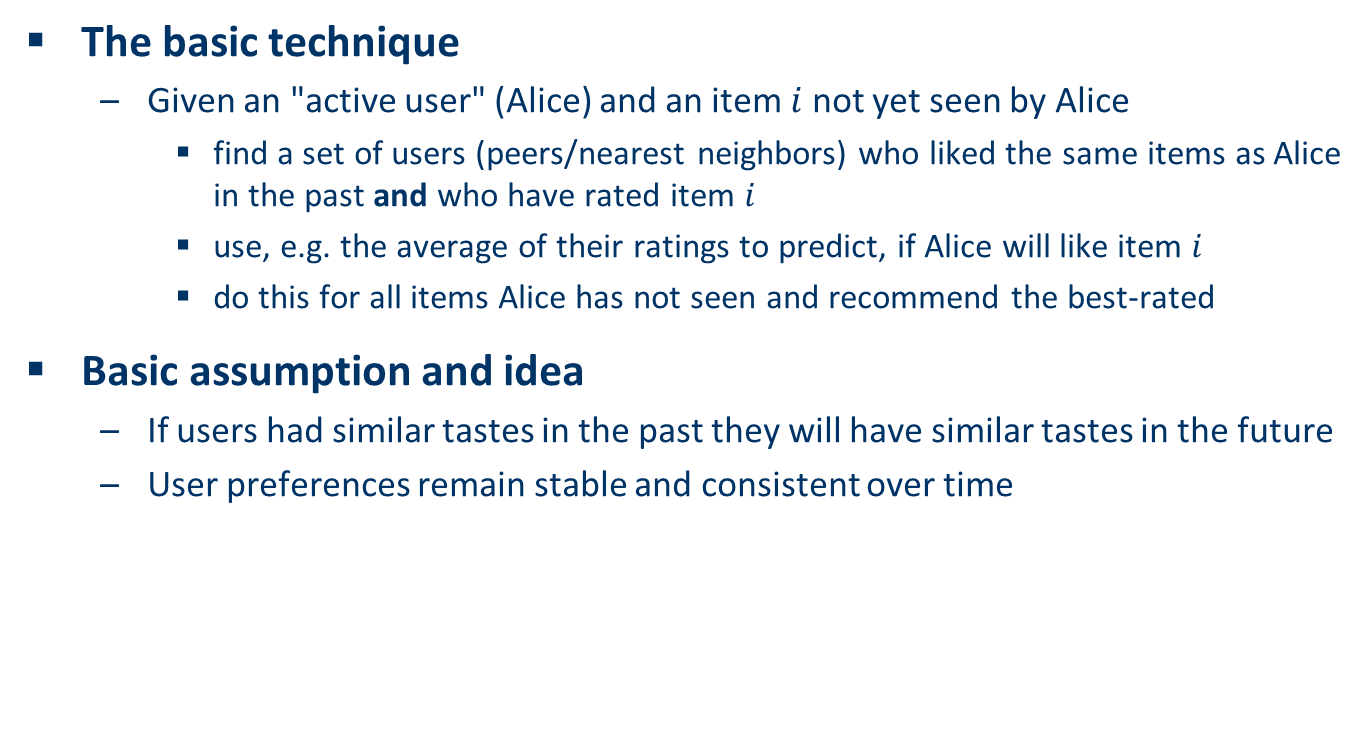 ▪ The basic technique
– Given an "active user" (Alice) and an item i not yet seen by Alice
▪ find a set of users (peers/nearest neighbors) who liked the same items as Alice
in the past and who have rated item i
▪ use, e.g. the average of their ratings to predict, if Alice will like item i
▪ do this for all items Alice has not seen and recommend the best-rated
▪ Basic assumption and idea
– If users had similar tastes in the past they will have similar tastes in the future
– User preferences remain stable and consistent over time